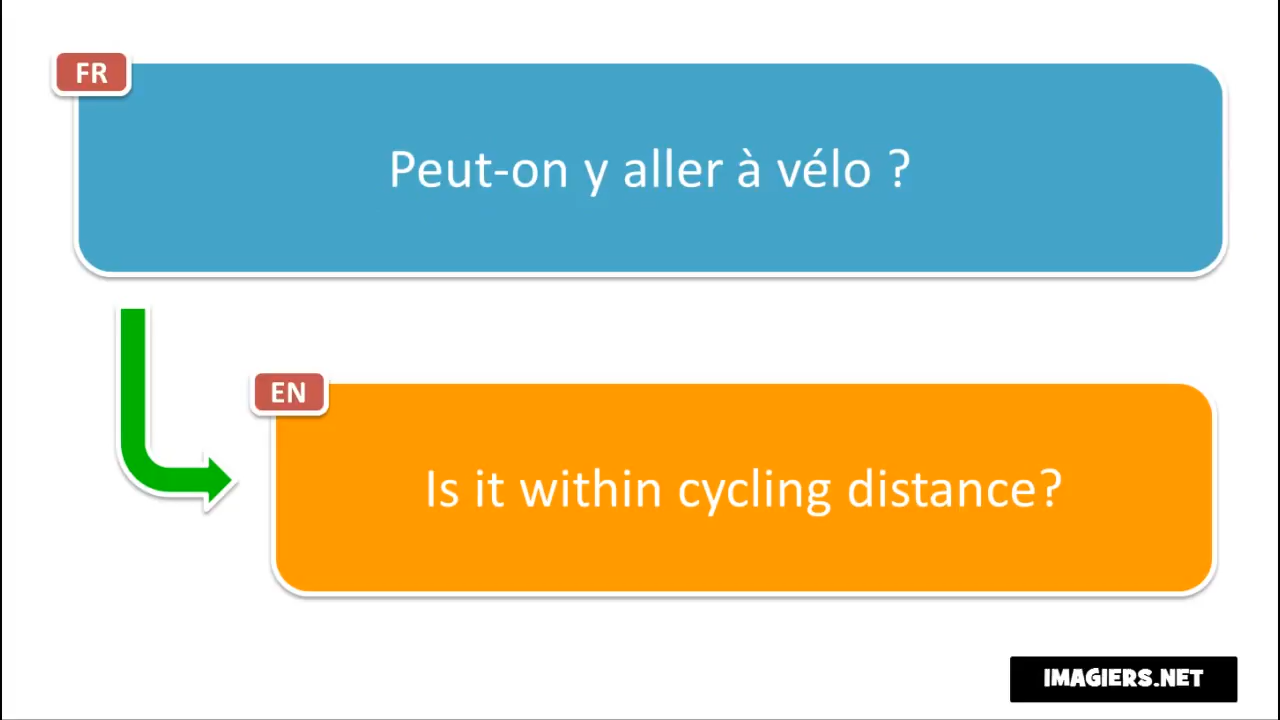 FR
Peut-on y aller à vélo ?
EN
Is it within cycling distance?
IMAGIERS.NET